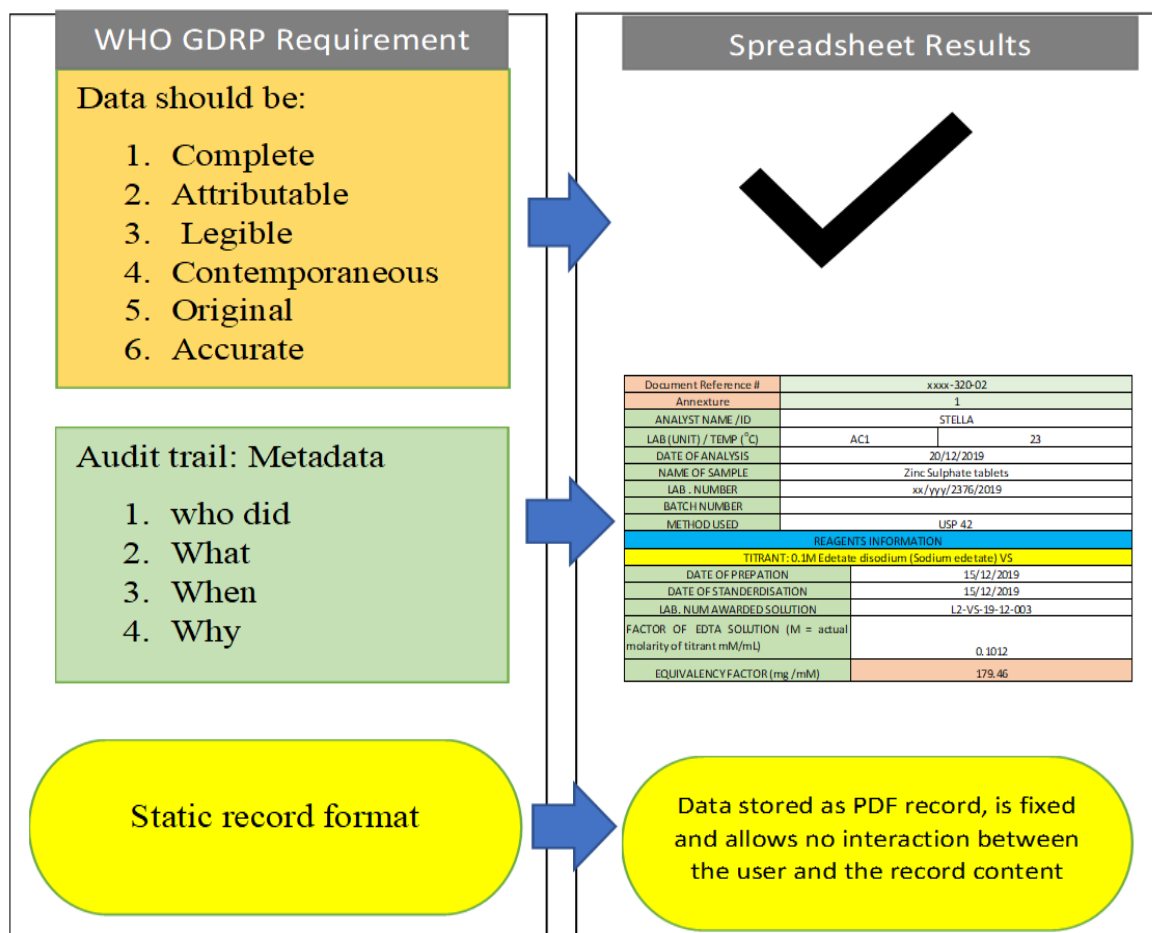 WHO GDRP Requirement
Data should be:
1. Complete
2. Attributable
3. Legible
4. Contemporaneous
5. Original
6. Accurate
Audit trail: Metadata
1. who did
2. What
3. When
4. Why
Static record format
Spreadsheet Results
Document Reference # xxxx-320-02
Annexture 1
ANALYST NAME /ID STELLA
LAB (UNIT) / TEMP (°C) AC1 23
DATE OF ANALYSIS 20/12/2019
NAME OF SAMPLE Zinc Sulphate tablets
LAB . NUMBER xx/yyy/2376/2019
BATCH NUMBER
METHOD USED USP 42
REAGENTS INFORMATION
TITRANT: 0.1M Edetate disodium (Sodium edetate) VS
DATE OF PREPATION 15/12/2019
DATE OF STANDERDISATION 15/12/2019
LAB. NUM AWARDED SOLUTION L2-VS-19-12-003
FACTOR OF EDTA SOLUTION (M = actual
molarity of titrant mM/mL) 0.1012
EQUIVALENCY FACTOR (mg /mM) 179.46
Data stored as PDF record, is fixed
and allows no interaction between
the user and the record content